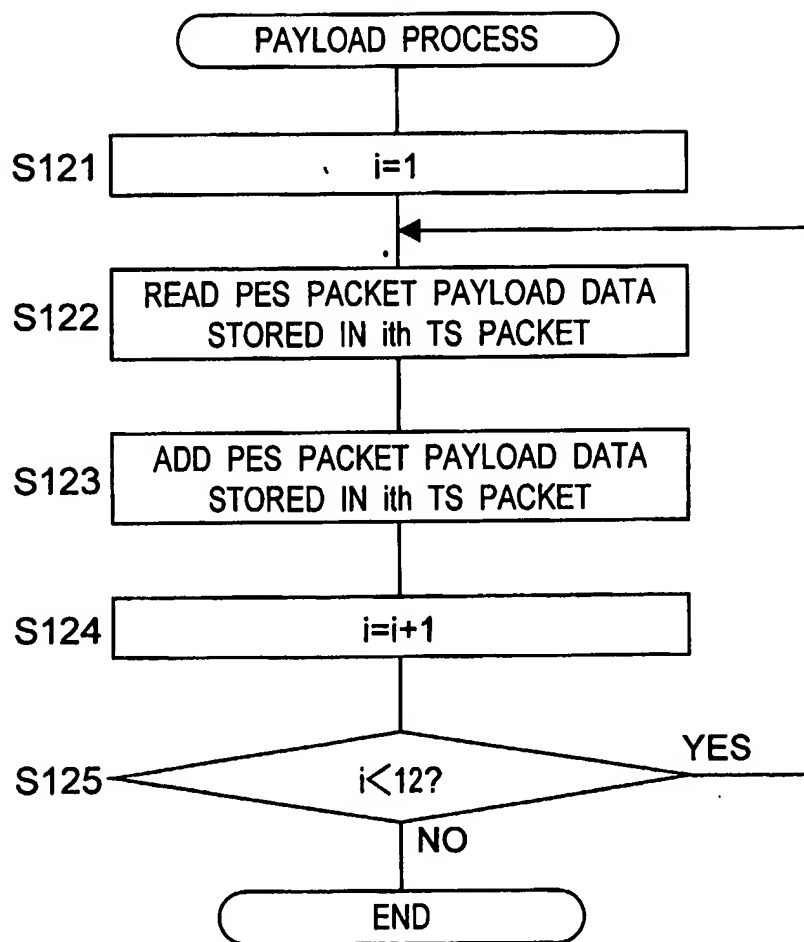 PAYLOAD PROCESS
S121
i=1
S122
READ PES PACKET PAYLOAD DATA
STORED IN ith TS PACKET
S123
ADD PES PACKET PAYLOAD DATA
STORED IN ith TS PACKET
S124
i=i+1
S125
i<12?
YES
NO
END